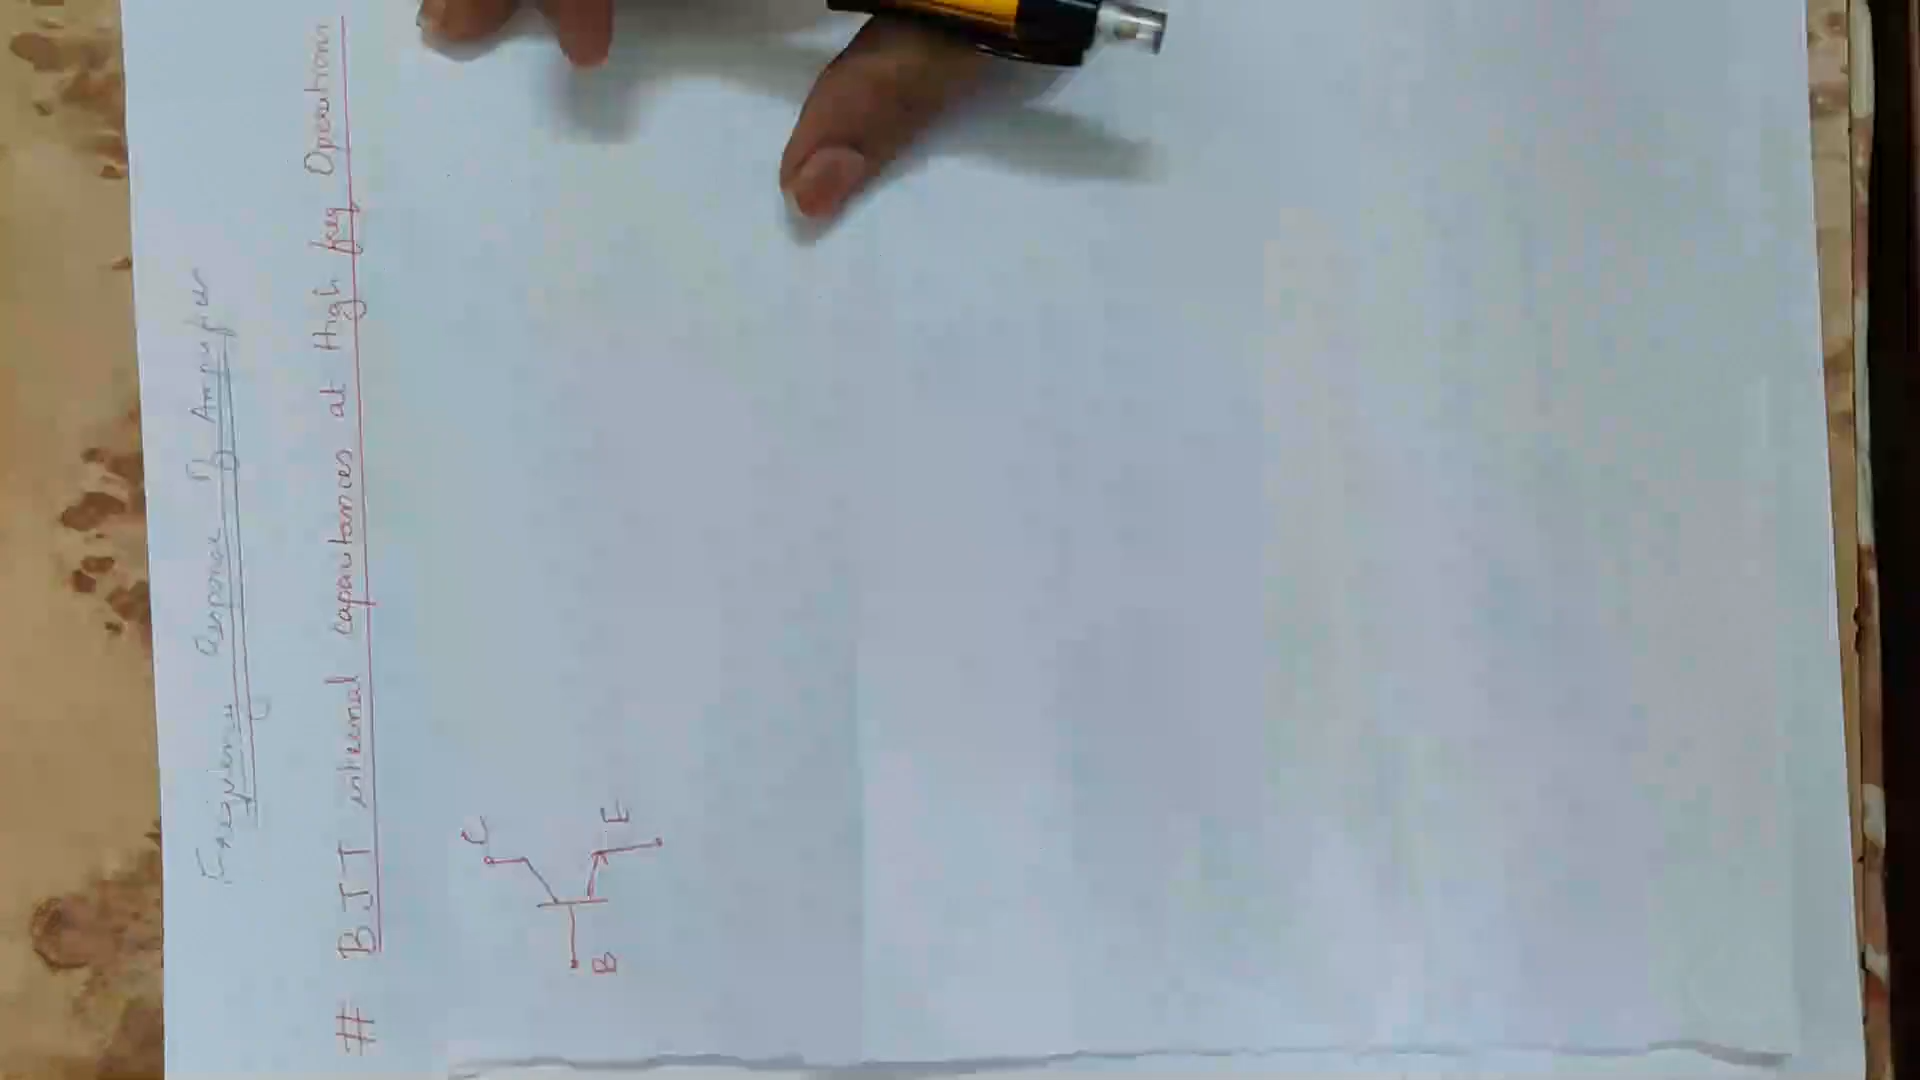 Frequency Response of Amplifier
# BJT internal capacitances at High freq Operation
C
B
E